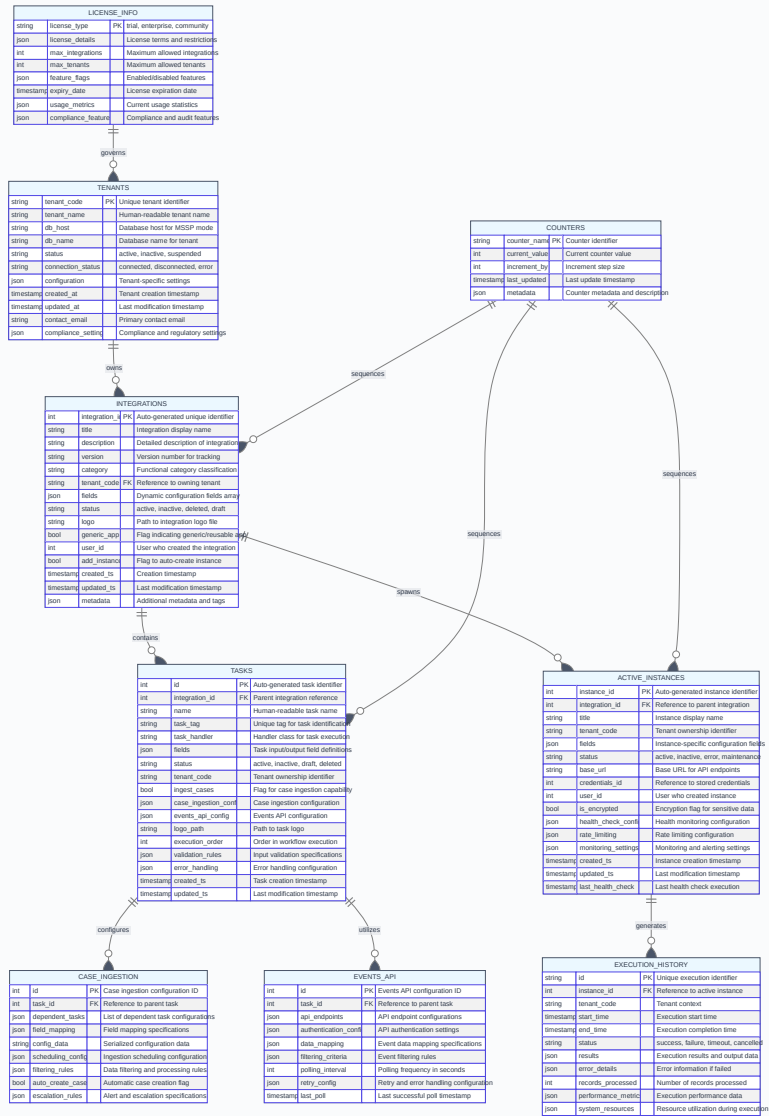 LICENSE_INFO
string license_type PK trial, enterprise, community
json license_details License terms and restrictions
int max_integrations Maximum allowed integrations
int max_tenants Maximum allowed tenants
json feature_flags Enabled/disabled features
timestamp expiry_date License expiration date
json usage_metrics Current usage statistics
json compliance_feature Compliance and audit features
governs
TENANTS
string tenant_code PK Unique tenant identifier
string tenant_name Human-readable tenant name
string db_host Database host for MSSP mode
string db_name Database name for tenant
string status active, inactive, suspended
string connection_status connected, disconnected, error
json configuration Tenant-specific settings
timestamp created_at Tenant creation timestamp
timestamp updated_at Last modification timestamp
string contact_email Primary contact email
json compliance_setting Compliance and regulatory settings
COUNTERS
string counter_name PK Counter identifier
int current_value Current counter value
int increment_by Increment step size
timestamp last_updated Last update timestamp
json metadata Counter metadata and description
owns
sequences
sequences
sequences
INTEGRATIONS
int integration_i PK Auto-generated unique identifier
string title Integration display name
string description Detailed description of integration
string version Version number for tracking
string category Functional category classification
string tenant_code FK Reference to owning tenant
json fields Dynamic configuration fields array
string status active, inactive, deleted, draft
string logo Path to integration logo file
bool generic_app Flag indicating generic/reusable app
int user_id User who created the integration
bool add_instance Flag to auto-create instance
timestamp created_ts Creation timestamp
timestamp updated_ts Last modification timestamp
json metadata Additional metadata and tags
spawns
contains
TASKS
int id PK Auto-generated task identifier
int integration_id FK Parent integration reference
string name Human-readable task name
string task_tag Unique tag for task identification
string task_handler Handler class for task execution
json fields Task input/output field definitions
string status active, inactive, draft, deleted
string tenant_code Tenant ownership identifier
bool ingest_cases Flag for case ingestion capability
json case_ingestion_conf Case ingestion configuration
json events_api_config Events API configuration
string logo_path Path to task logo
int execution_order Order in workflow execution
json validation_rules Input validation specifications
json error_handling Error handling configuration
timestamp created_ts Task creation timestamp
timestamp updated_ts Last modification timestamp
ACTIVE_INSTANCES
int instance_id PK Auto-generated instance identifier
int integration_id FK Reference to parent integration
string title Instance display name
string tenant_code Tenant ownership identifier
json fields Instance-specific configuration fields
string status active, inactive, error, maintenance
string base_url Base URL for API endpoints
int credentials_id Reference to stored credentials
int user_id User who created instance
bool is_encrypted Encryption flag for sensitive data
json health_check_confi Health monitoring configuration
json rate_limiting Rate limiting configuration
json monitoring_settings Monitoring and alerting settings
timestamp created_ts Instance creation timestamp
timestamp updated_ts Last modification timestamp
timestamp last_health_check Last health check execution
configures
utilizes
generates
CASE_INGESTION
int id PK Case ingestion configuration ID
int task_id FK Reference to parent task
json dependent_tasks List of dependent task configurations
json field_mapping Field mapping specifications
string config_data Serialized configuration data
json scheduling_config Ingestion scheduling configuration
json filtering_rules Data filtering and processing rules
bool auto_create_case Automatic case creation flag
json escalation_rules Alert and escalation specifications
EVENTS_API
int id PK Events API configuration ID
int task_id FK Reference to parent task
json api_endpoints API endpoint configurations
json authentication_confi API authentication settings
json data_mapping Event data mapping specifications
json filtering_criteria Event filtering rules
int polling_interval Polling frequency in seconds
json retry_config Retry and error handling configuration
timestamp last_poll Last successful poll timestamp
EXECUTION_HISTORY
string id PK Unique execution identifier
int instance_id FK Reference to active instance
string tenant_code Tenant context
timestamp start_time Execution start time
timestamp end_time Execution completion time
string status success, failure, timeout, cancelled
json results Execution results and output data
json error_details Error information if failed
int records_processed Number of records processed
json performance_metric Execution performance data
json system_resources Resource utilization during execution